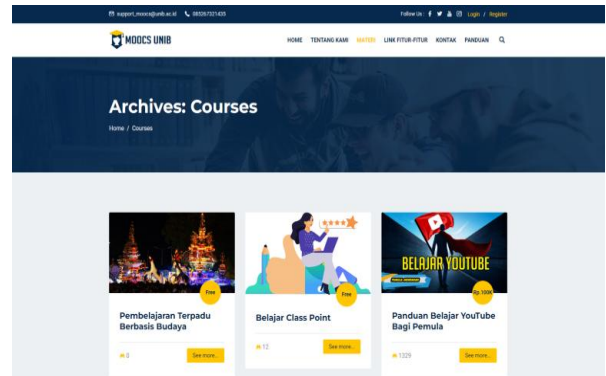 support_moocs@unib.ac.id 085267321435 Follow Us : Login / Register
MOOCS UNIB HOME TENTANG KAMI MATERI LINK FITUR-FITUR KONTAK PANDUAN
Archives: Courses
Home / Courses
BELAJAR YOUTUBE
Free
Free
Rp.100K
Pembelajaran Terpadu
Berbasis Budaya
Belajar Class Point
Panduan Belajar YouTube
Bagi Pemula
0 See more..
15 See more..
1329 See more..